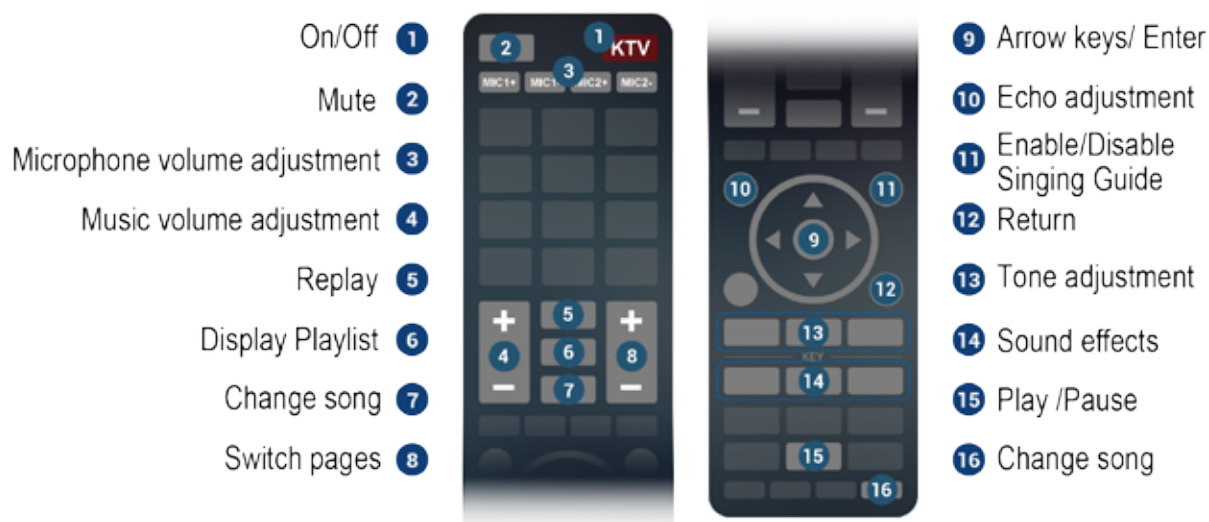 On/Off 1
Mute 2
Microphone volume adjustment 3
Music volume adjustment 4
Replay 5
Display Playlist 6
Change song 7
Switch pages 8
2 1 KTV
3
MIC1+ MIC1- MIC2+ MIC2-
+ 5 +
4 6 8
− 7 −
− −
10 11
9
12
13
KEY
14
15
16
9 Arrow keys/ Enter
10 Echo adjustment
11 Enable/Disable
Singing Guide
12 Return
13 Tone adjustment
14 Sound effects
15 Play /Pause
16 Change song